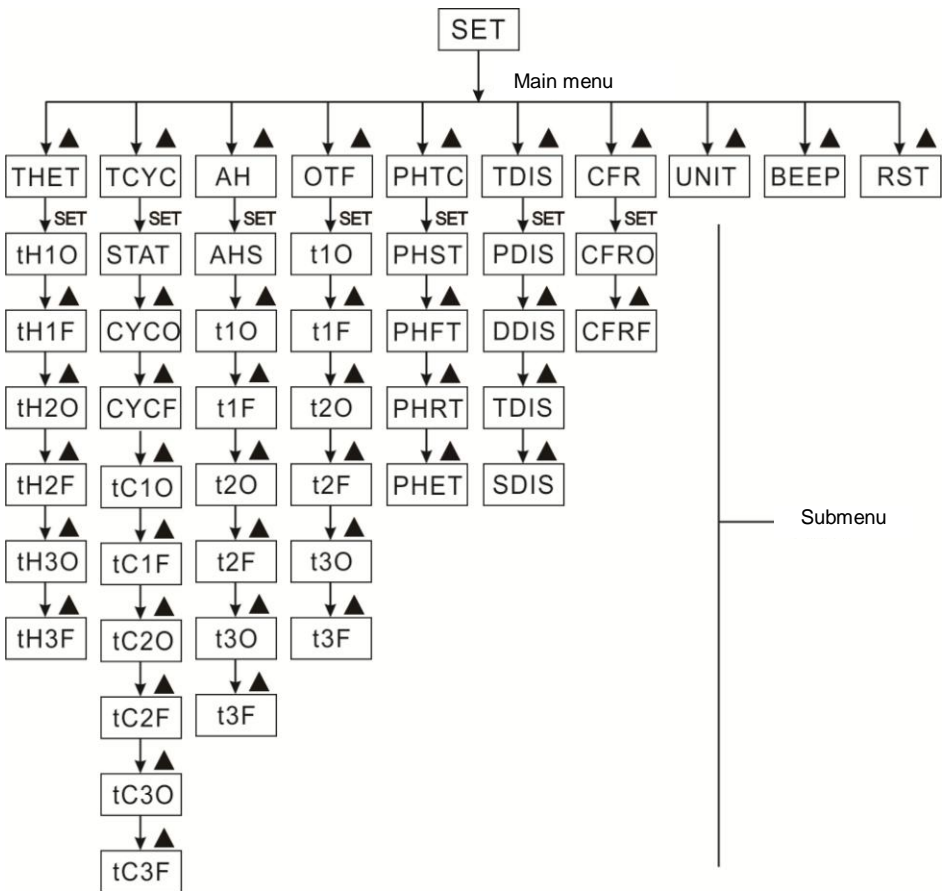 SET
Main menu
THET TCYC AH OTF PHTC TDIS CFR UNIT BEEP RST
SET SET SET SET SET SET SET
tH1O STAT AHS t1O PHST PDIS CFRO
tH1F CYCO t1O t1F PHFT DDIS CFRF
tH2O CYCF t1F t2O PHRT TDIS
tH2F tC1O t2O t2F PHET SDIS
Submenu
tH3O tC1F t2F t3O
tH3F tC2O t3O t3F
tC2F t3F
tC3O
tC3F